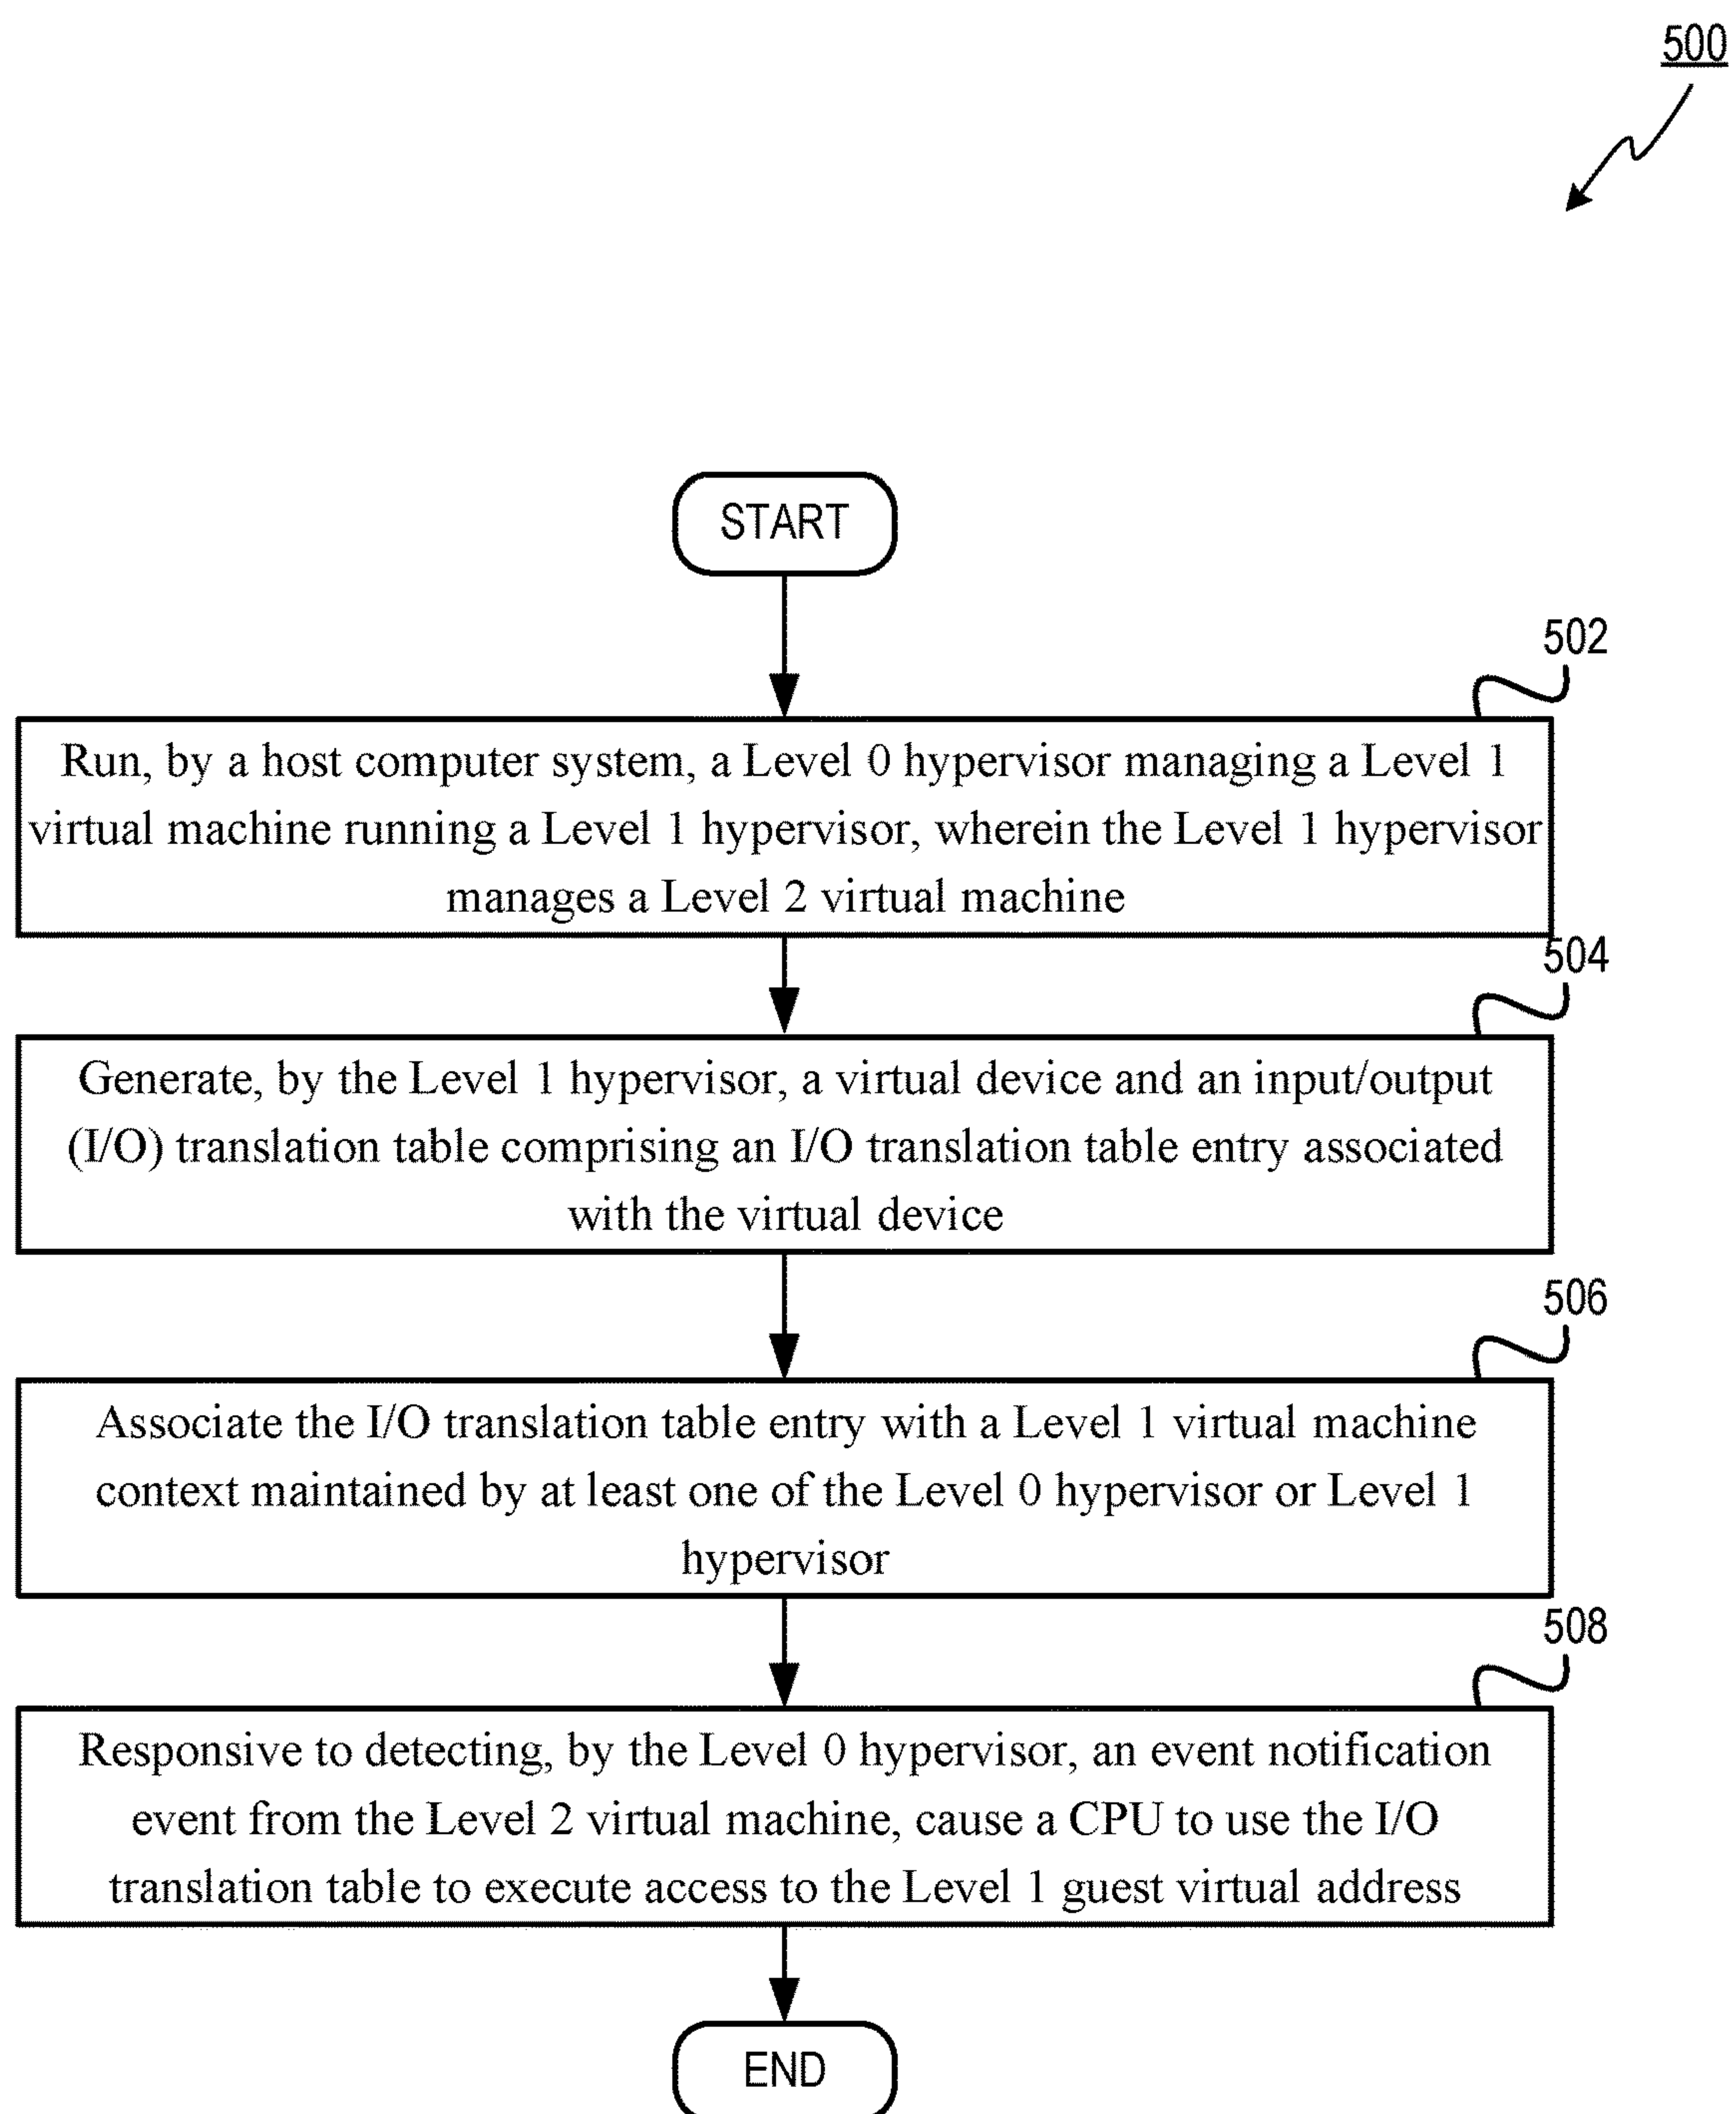 500
START
502
Run, by a host computer system, a Level 0 hypervisor managing a Level 1
virtual machine running a Level 1 hypervisor, wherein the Level 1 hypervisor
manages a Level 2 virtual machine
504
Generate, by the Level 1 hypervisor, a virtual device and an input/output
(I/O) translation table comprising an I/O translation table entry associated
with the virtual device
506
Associate the I/O translation table entry with a Level 1 virtual machine
context maintained by at least one of the Level 0 hypervisor or Level 1
hypervisor
508
Responsive to detecting, by the Level 0 hypervisor, an event notification
event from the Level 2 virtual machine, cause a CPU to use the I/O
translation table to execute access to the Level 1 guest virtual address
END